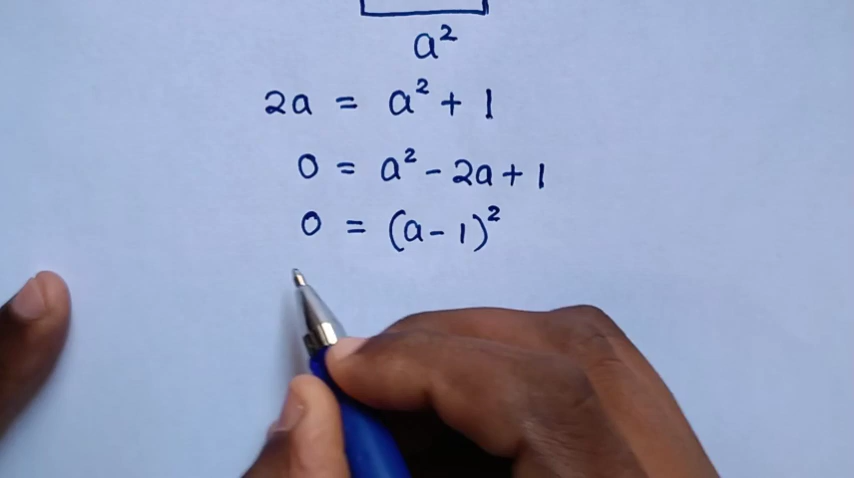 a²
2a = a² + 1
0 = a² - 2a + 1
0 = (a - 1)²